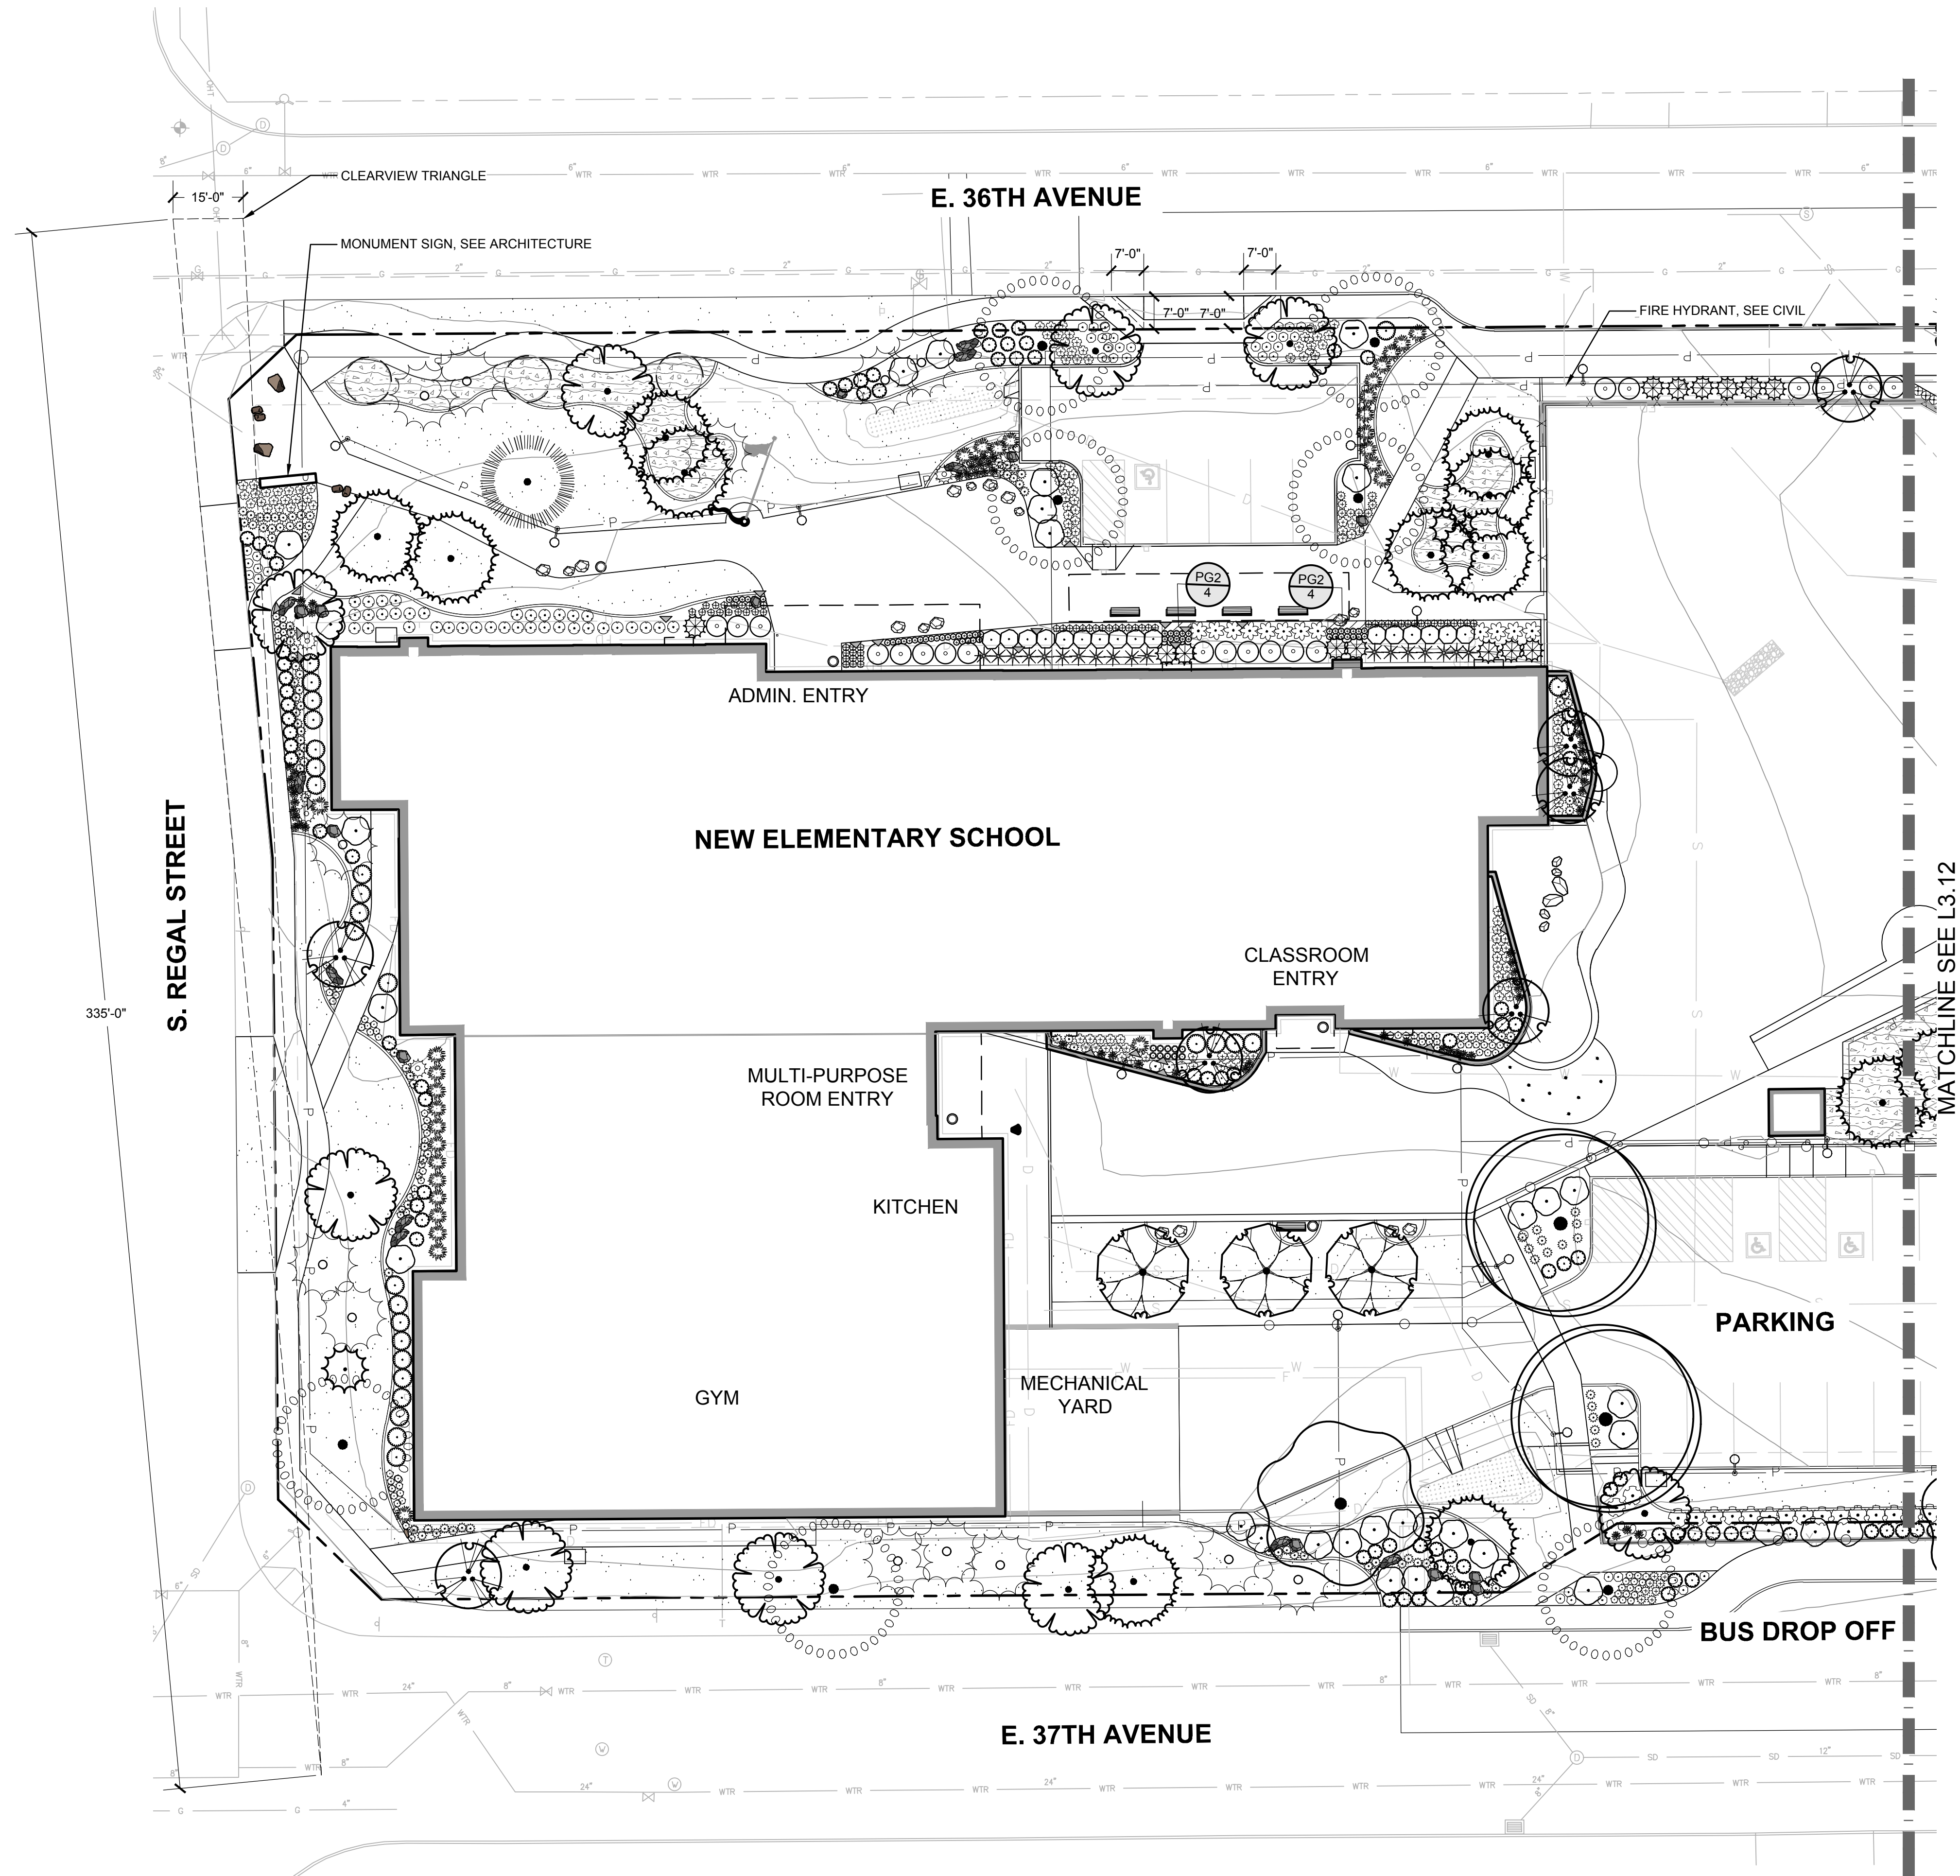 CLEARVIEW TRIANGLE
15'-0"
E. 36TH AVENUE
MONUMENT SIGN, SEE ARCHITECTURE
7'-0"
7'-0"
7'-0"
7'-0"
FIRE HYDRANT, SEE CIVIL
PG2
4
PG2
4
ADMIN. ENTRY
NEW ELEMENTARY SCHOOL
S. REGAL STREET
335'-0"
CLASSROOM
ENTRY
MATCHLINE SEE L3.12
MULTI-PURPOSE
ROOM ENTRY
KITCHEN
PARKING
GYM
MECHANICAL
YARD
BUS DROP OFF
E. 37TH AVENUE